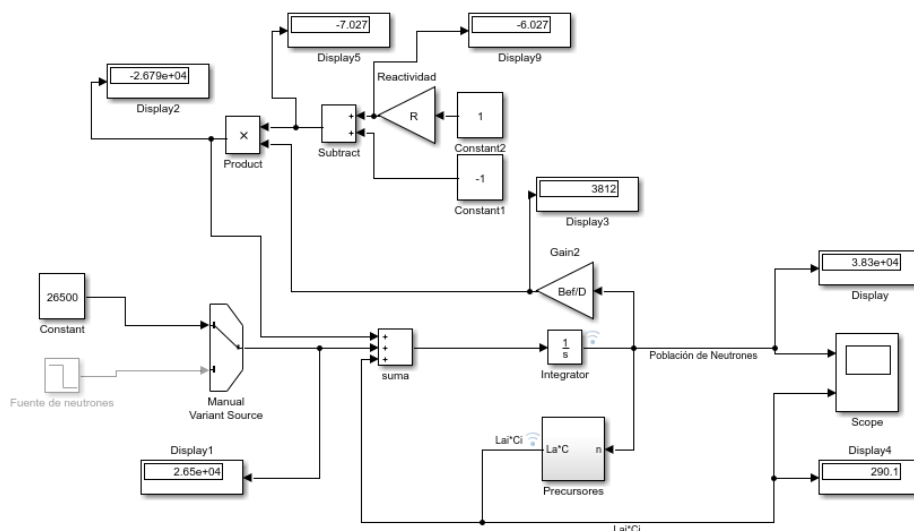 -7.027
Display5
-6.027
Display9
-2.679e+04
Display2
Reactividad
R
1
Constant2
+
+
Subtract
×
Product
-1
Constant1
3812
Display3
Gain2
Bef/D
3.83e+04
Display
26500
Constant
Fuente de neutrones
Manual
Variant Source
+
+
+
suma
1
s
Integrator
Población de Neutrones
Scope
Lai*Ci
La*C
n
Precursores
Display1
2.65e+04
Display4
290.1
Lai*Ci